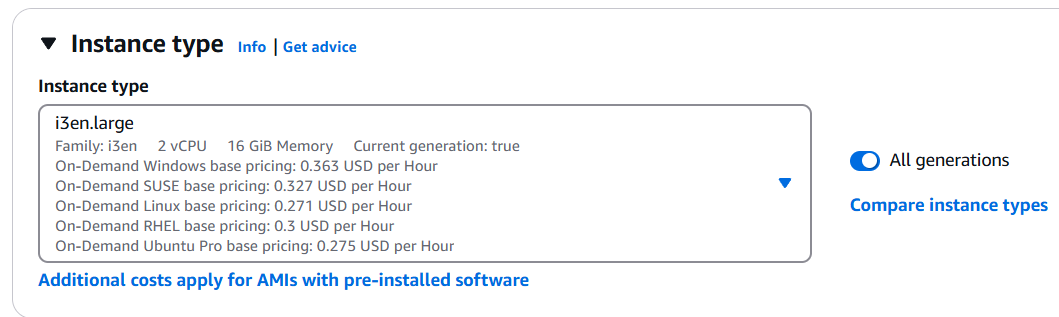 Instance type Info | Get advice
Instance type
i3en.large
Family: i3en 2 vCPU 16 GiB Memory Current generation: true
On-Demand Windows base pricing: 0.363 USD per Hour
On-Demand SUSE base pricing: 0.327 USD per Hour
On-Demand Linux base pricing: 0.271 USD per Hour
On-Demand RHEL base pricing: 0.3 USD per Hour
On-Demand Ubuntu Pro base pricing: 0.275 USD per Hour
All generations
Compare instance types
Additional costs apply for AMIs with pre-installed software